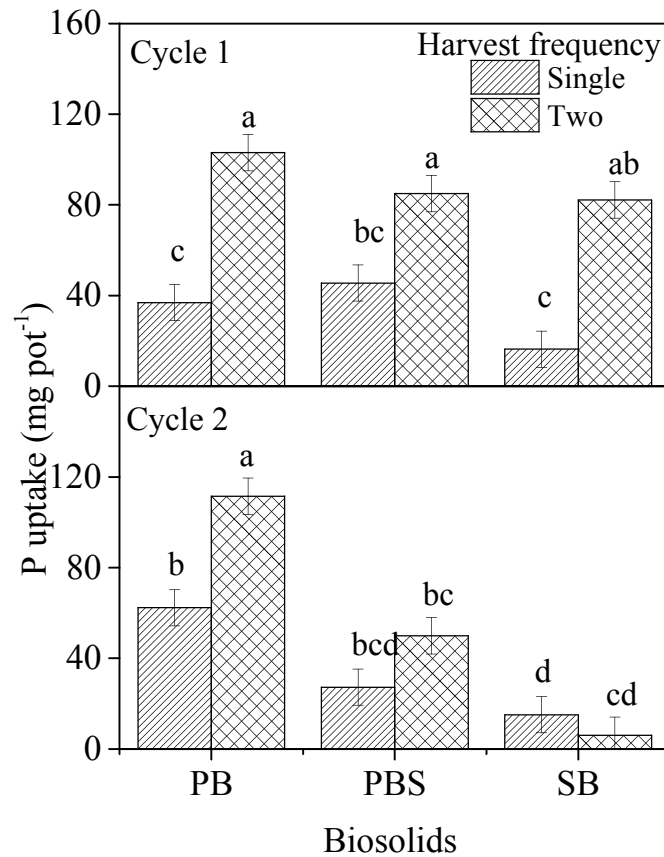 160
Cycle 1
Harvest frequency
Single
Two
120
a
a
ab
80
bc
c
c
40
0
P uptake (mg pot⁻¹)
Cycle 2
a
120
b
bc
80
bcd
d
cd
40
0
PB PBS SB
Biosolids